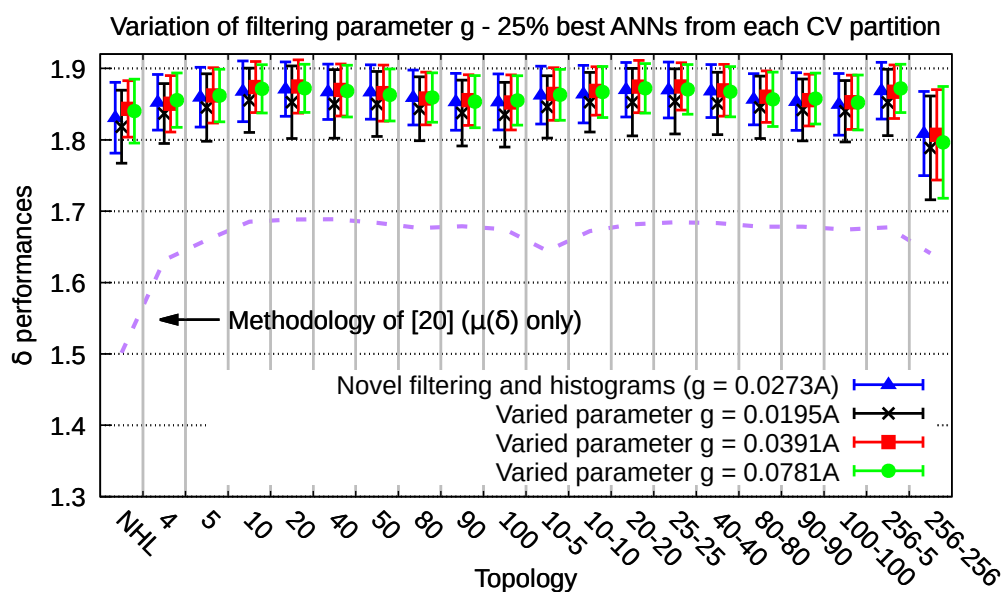 Variation of filtering parameter g - 25% best ANNs from each CV partition
δ performances
1.9
1.8
1.7
1.6
1.5
1.4
1.3
Methodology of [20] (μ(δ) only)
Novel filtering and histograms (g = 0.0273A)
Varied parameter g = 0.0195A
Varied parameter g = 0.0391A
Varied parameter g = 0.0781A
NHL
4
5
10
20
40
50
80
90
100
10-5
10-10
20-20
25-25
40-40
80-80
90-90
100-100
256-5
256-256
Topology